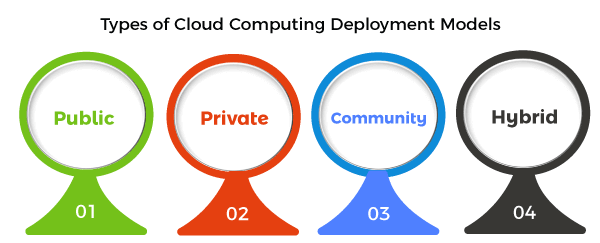 Types of Cloud Computing Deployment Models
Public
Private
Community
Hybrid
01
02
03
04